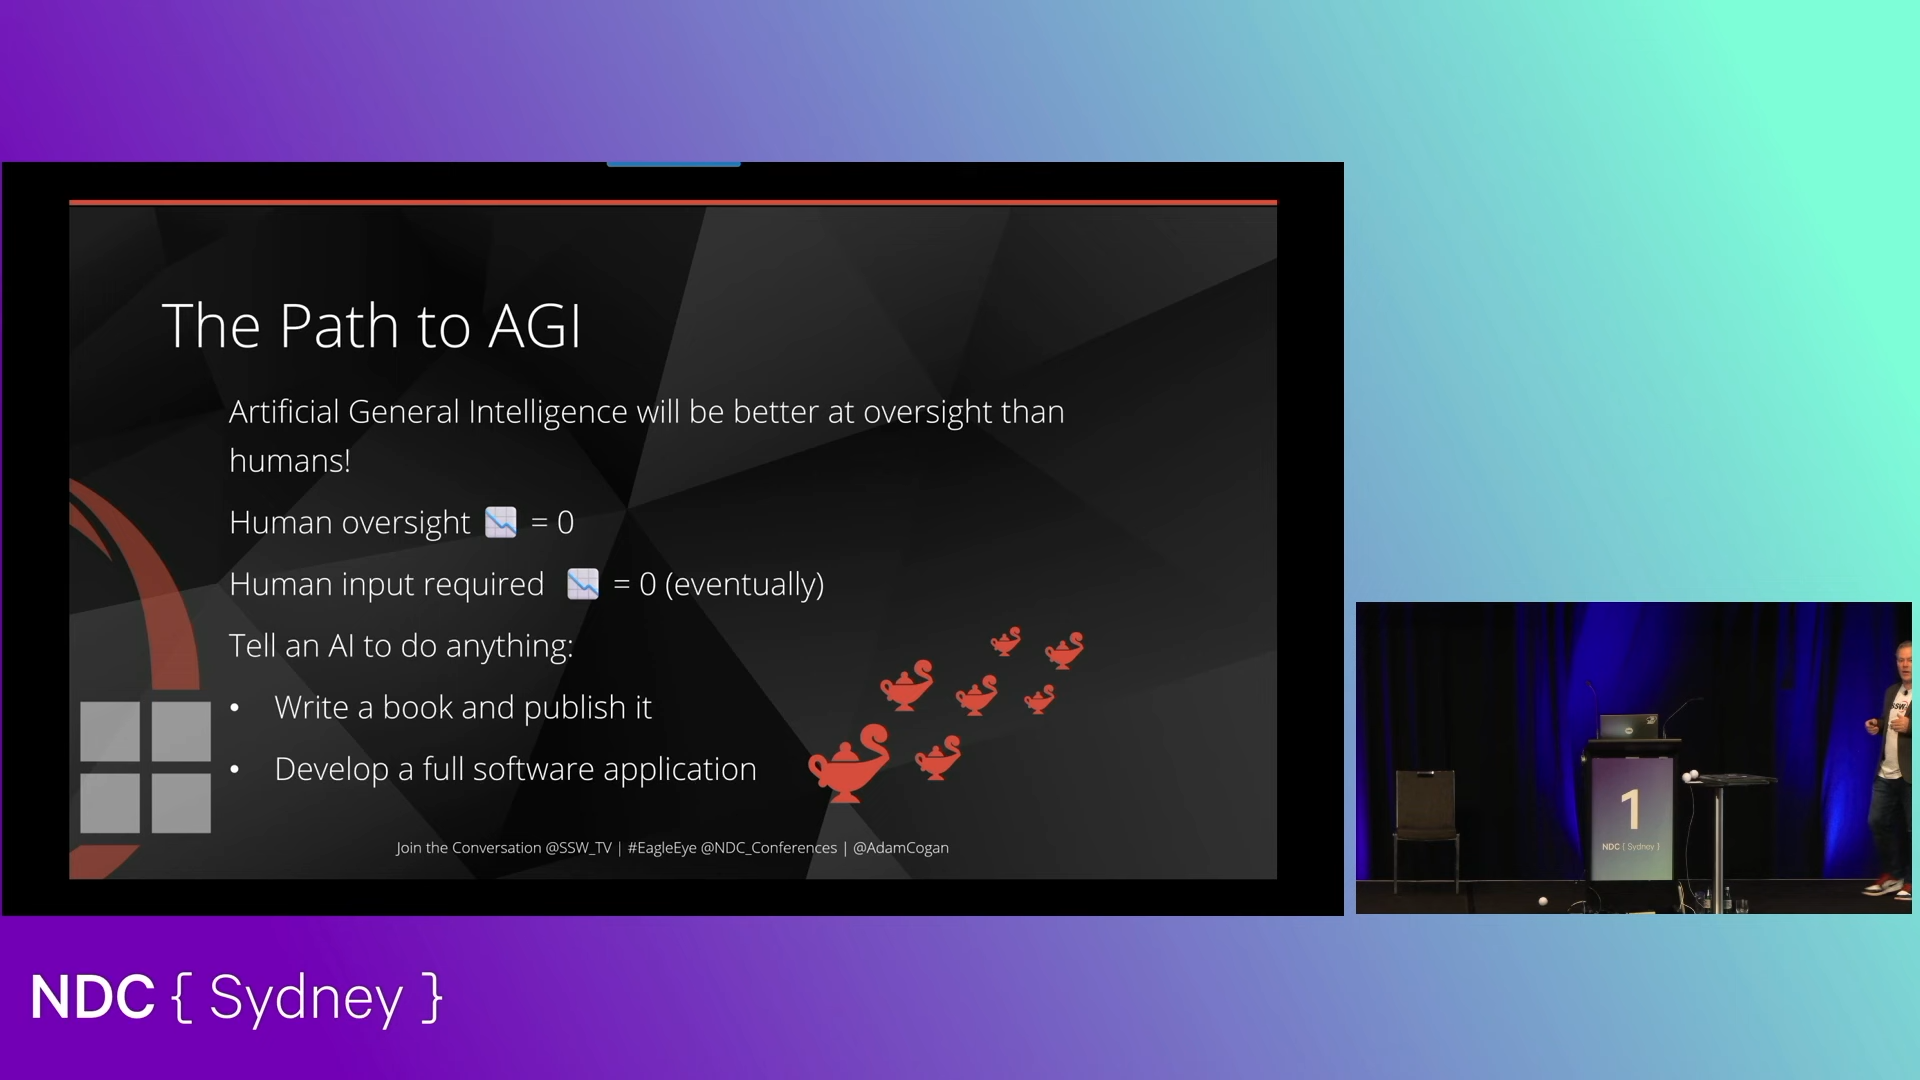 The Path to AGI
Artificial General Intelligence will be better at oversight than
humans!
Human oversight 📉 = 0
Human input required 📉 = 0 (eventually)
Tell an AI to do anything:
• Write a book and publish it
• Develop a full software application
Join the Conversation @SSW_TV | #EagleEye @NDC_Conferences | @AdamCogan
SSW
1
NDC { Sydney }
NDC { Sydney }